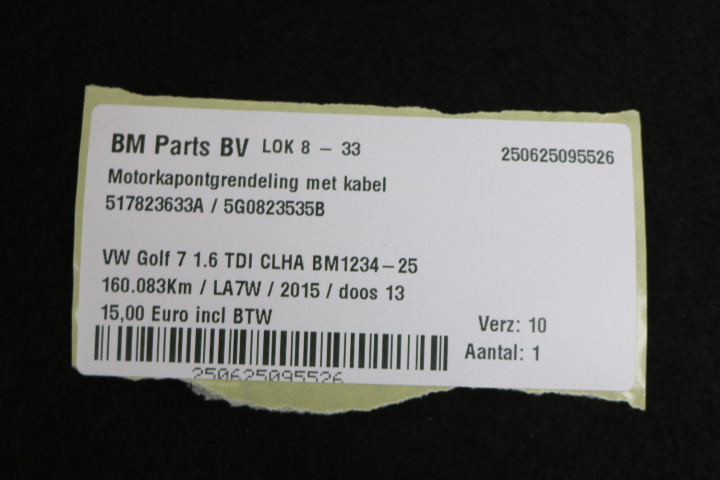 BM Parts BV LOK 8 - 33 250625095526
Motorkapontgrendeling met kabel
517823633A / 5G0823535B
VW Golf 7 1.6 TDI CLHA BM1234-25
160.083Km / LA7W / 2015 / doos 13
15,00 Euro incl BTW Verz: 10
Aantal: 1
250625095526